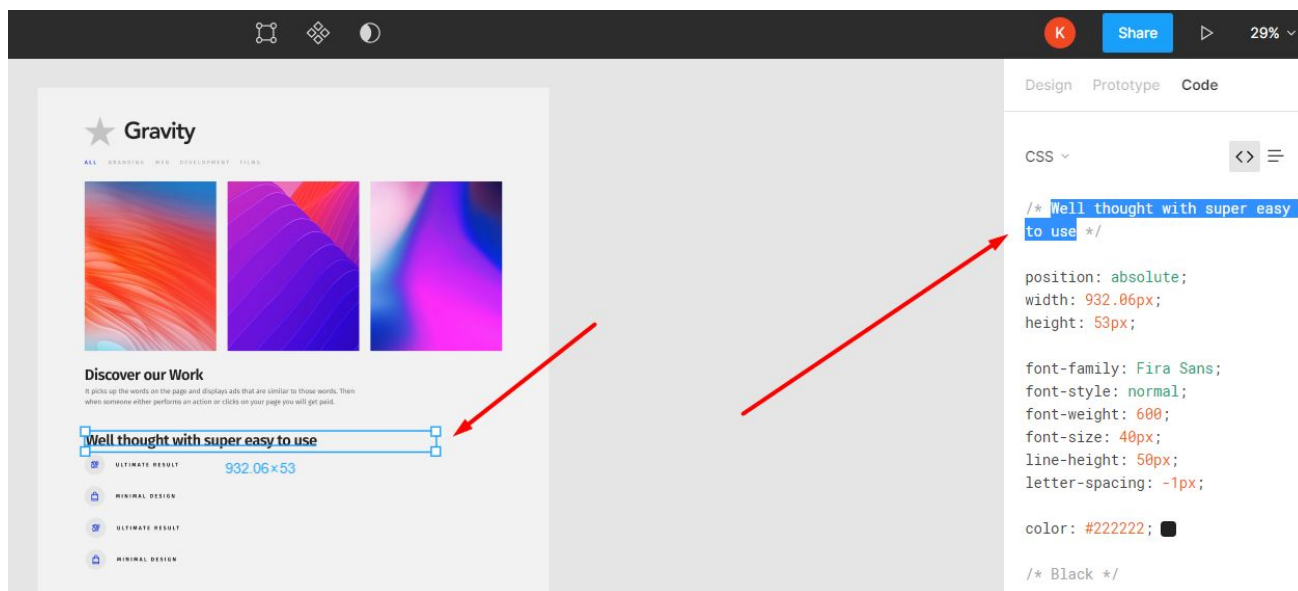 K Share 29%
Design Prototype Code
Gravity
ALL BRANDING WEB DEVELOPMENT FILMS
CSS
/* Well thought with super easy
to use */
position: absolute;
width: 932.06px;
height: 53px;
font-family: Fira Sans;
font-style: normal;
font-weight: 600;
font-size: 40px;
line-height: 50px;
letter-spacing: -1px;
color: #222222;
/* Black */
Discover our Work
It picks up the words on the page and displays ads that are similar to those words. Then
when someone either performs an action or clicks on your page you will get paid.
Well thought with super easy to use
932.06×53
ULTIMATE RESULT
MINIMAL DESIGN
ULTIMATE RESULT
MINIMAL DESIGN